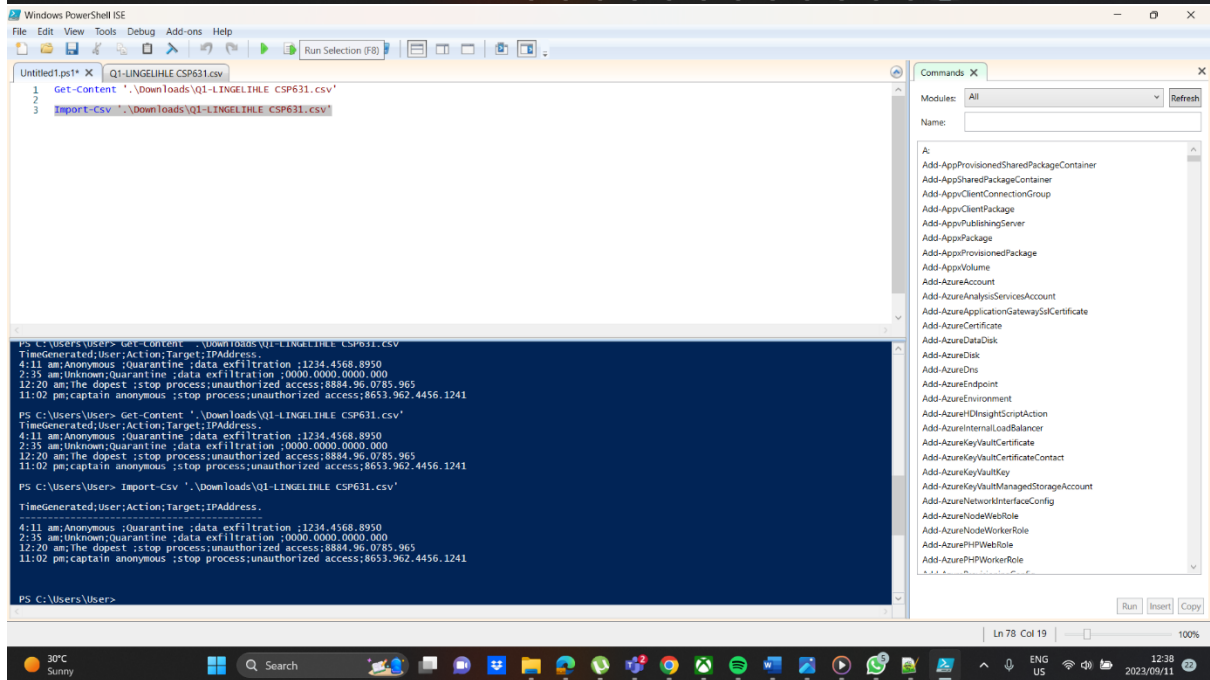 Windows PowerShell ISE
File Edit View Tools Debug Add-ons Help
Run Selection (F8)
Untitled1.ps1* X Q1-LINGELIHLE CSP631.csv
1 Get-Content '.\Downloads\Q1-LINGELIHLE CSP631.csv'
2
3 Import-Csv '.\Downloads\Q1-LINGELIHLE CSP631.csv'
PS C:\Users\User> Get-Content '.\Downloads\Q1-LINGELIHLE CSP631.csv'
TimeGenerated;User;Action;Target;IPAddress.
4:11 am;Anonymous ;Quarantine ;data exfiltration ;1234.4568.8950
2:35 am;Unknown;Quarantine ;data exfiltration ;0000.0000.0000.000
12:20 am;The dopest ;stop process;unauthorized access;8884.96.0785.965
11:02 pm;captain anonymous ;stop process;unauthorized access;8653.962.4456.1241
PS C:\Users\User> Get-Content '.\Downloads\Q1-LINGELIHLE CSP631.csv'
TimeGenerated;User;Action;Target;IPAddress.
4:11 am;Anonymous ;Quarantine ;data exfiltration ;1234.4568.8950
2:35 am;Unknown;Quarantine ;data exfiltration ;0000.0000.0000.000
12:20 am;The dopest ;stop process;unauthorized access;8884.96.0785.965
11:02 pm;captain anonymous ;stop process;unauthorized access;8653.962.4456.1241
PS C:\Users\User> Import-Csv '.\Downloads\Q1-LINGELIHLE CSP631.csv'
TimeGenerated;User;Action;Target;IPAddress.
-------------------------------------------
4:11 am;Anonymous ;Quarantine ;data exfiltration ;1234.4568.8950
2:35 am;Unknown;Quarantine ;data exfiltration ;0000.0000.0000.000
12:20 am;The dopest ;stop process;unauthorized access;8884.96.0785.965
11:02 pm;captain anonymous ;stop process;unauthorized access;8653.962.4456.1241
PS C:\Users\User>
Commands X
Modules: All Refresh
Name:
A:
Add-AppProvisionedSharedPackageContainer
Add-AppSharedPackageContainer
Add-AppvClientConnectionGroup
Add-AppvClientPackage
Add-AppvPublishingServer
Add-AppxPackage
Add-AppxProvisionedPackage
Add-AppxVolume
Add-AzureAccount
Add-AzureAnalysisServicesAccount
Add-AzureApplicationGatewaySslCertificate
Add-AzureCertificate
Add-AzureDataDisk
Add-AzureDisk
Add-AzureDns
Add-AzureEndpoint
Add-AzureEnvironment
Add-AzureHDInsightScriptAction
Add-AzureInternalLoadBalancer
Add-AzureKeyVaultCertificate
Add-AzureKeyVaultCertificateContact
Add-AzureKeyVaultKey
Add-AzureKeyVaultManagedStorageAccount
Add-AzureNetworkInterfaceConfig
Add-AzureNodeWebRole
Add-AzureNodeWorkerRole
Add-AzurePHPWebRole
Add-AzurePHPWorkerRole
Run Insert Copy
Ln 78 Col 19 100%
30°C
Sunny
Search
2
ENG
US
12:38
2023/09/11
22